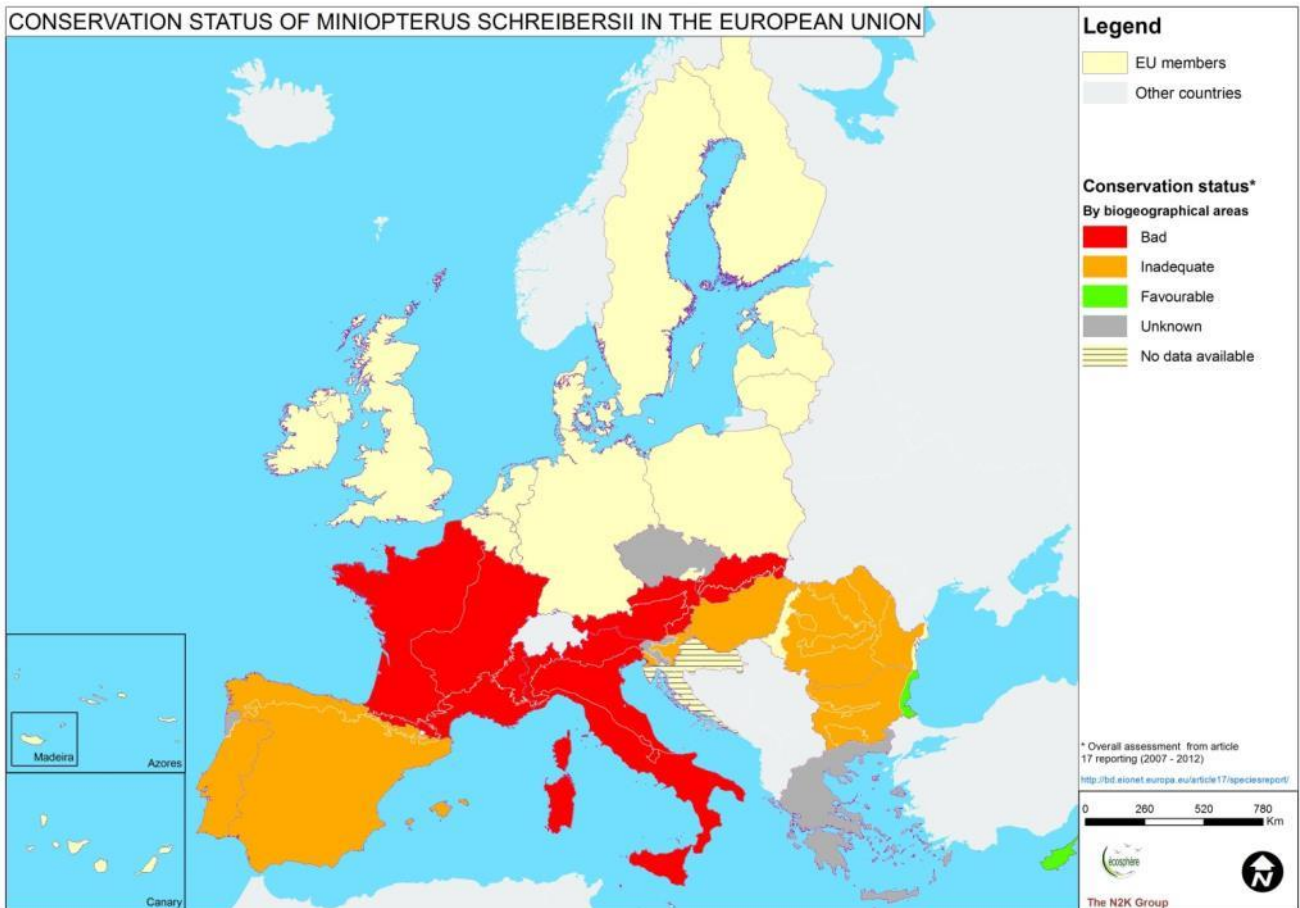 CONSERVATION STATUS OF MINIOPTERUS SCHREIBERSII IN THE EUROPEAN UNION
Legend
EU members
Other countries
Conservation status*
By biogeographical areas
Bad
Inadequate
Favourable
Unknown
No data available
* Overall assessment from article
17 reporting (2007 - 2012)
http://bd.eionet.europa.eu/article17/speciesreport/
0 260 520 780
Km
écosphère
N
The N2K Group
Madeira
Azores
Canary